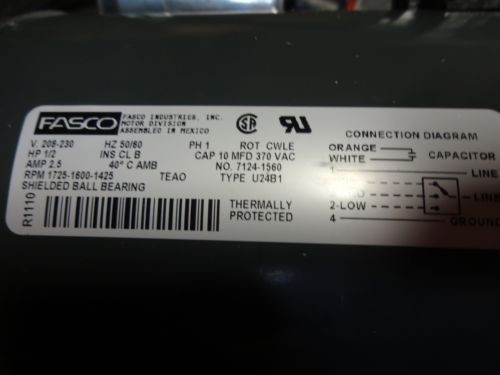 FASCO
FASCO INDUSTRIES, INC.
MOTOR DIVISION
ASSEMBLED IN MEXICO
V. 208-230 HZ 50/60 PH 1 ROT CWLE
HP 1/2 INS CL B CAP 10 MFD 370 VAC
AMP 2.5 40° C AMB NO. 7124-1560
RPM 1725-1600-1425 TEAO TYPE U24B1
SHIELDED BALL BEARING
R1110
THERMALLY
PROTECTED
CONNECTION DIAGRAM
ORANGE
WHITE CAPACITOR
1 LINE
2-LOW
4 GROUND